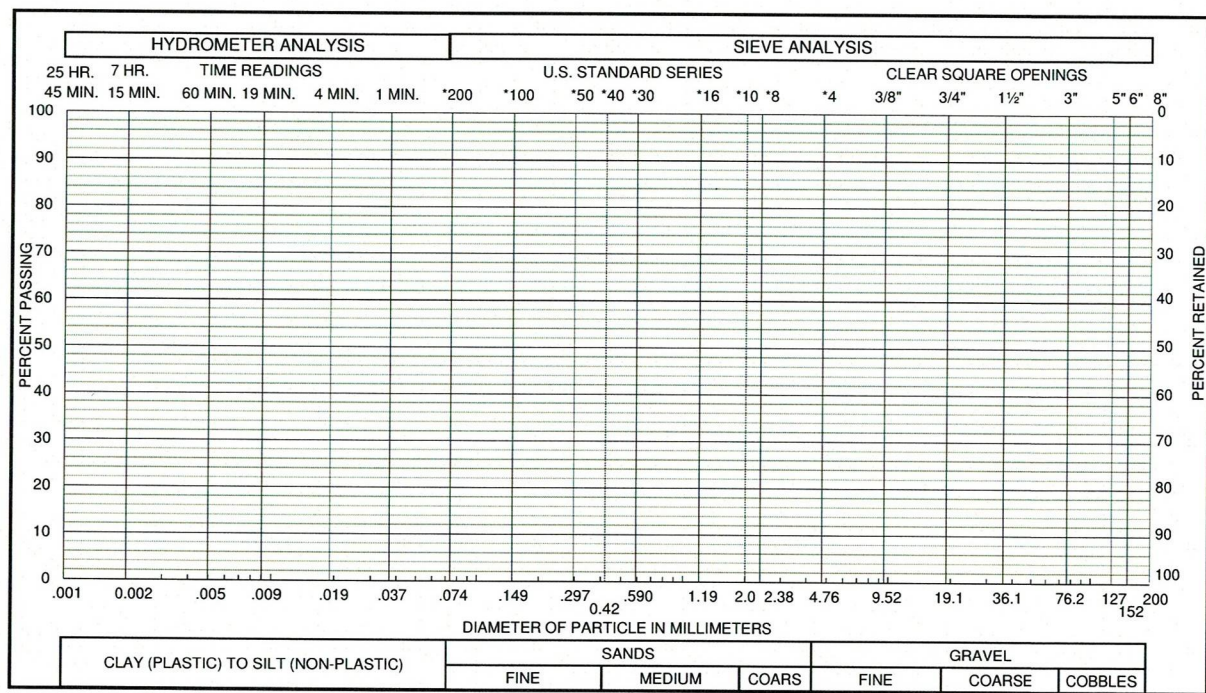 HYDROMETER ANALYSIS SIEVE ANALYSIS
25 HR. 7 HR. TIME READINGS U.S. STANDARD SERIES CLEAR SQUARE OPENINGS
45 MIN. 15 MIN. 60 MIN. 19 MIN. 4 MIN. 1 MIN. *200 *100 *50 *40 *30 *16 *10 *8 *4 3/8" 3/4" 1½" 3" 5" 6" 8"
100 0
90 10
80 20
70 30
60 40
50 50
40 60
30 70
20 80
10 90
0 100
PERCENT PASSING
PERCENT RETAINED
.001 0.002 .005 .009 .019 .037 .074 .149 .297 .590 1.19 2.0 2.38 4.76 9.52 19.1 36.1 76.2 127 200
0.42 152
DIAMETER OF PARTICLE IN MILLIMETERS
CLAY (PLASTIC) TO SILT (NON-PLASTIC) SANDS GRAVEL
FINE MEDIUM COARS FINE COARSE COBBLES